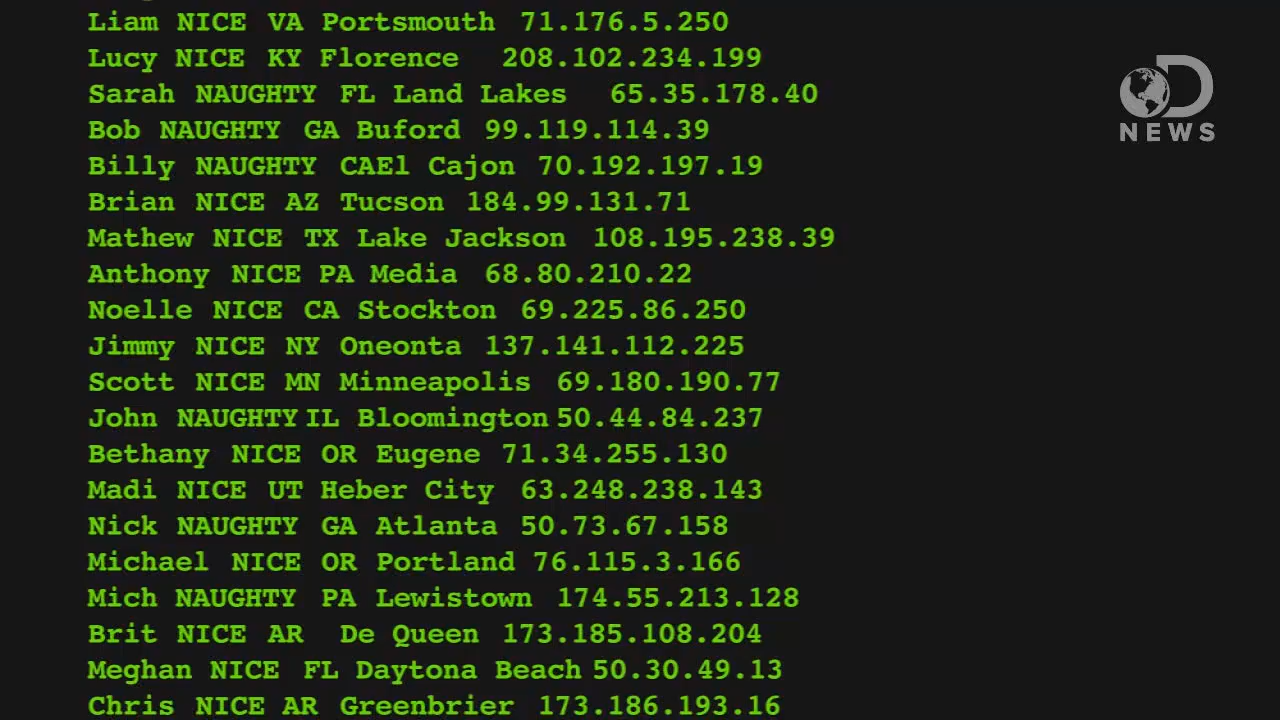 Liam NICE VA Portsmouth 71.176.5.250
Lucy NICE KY Florence 208.102.234.199
Sarah NAUGHTY FL Land Lakes 65.35.178.40
Bob NAUGHTY GA Buford 99.119.114.39
Billy NAUGHTY CAEl Cajon 70.192.197.19
Brian NICE AZ Tucson 184.99.131.71
Mathew NICE TX Lake Jackson 108.195.238.39
Anthony NICE PA Media 68.80.210.22
Noelle NICE CA Stockton 69.225.86.250
Jimmy NICE NY Oneonta 137.141.112.225
Scott NICE MN Minneapolis 69.180.190.77
John NAUGHTY IL Bloomington 50.44.84.237
Bethany NICE OR Eugene 71.34.255.130
Madi NICE UT Heber City 63.248.238.143
Nick NAUGHTY GA Atlanta 50.73.67.158
Michael NICE OR Portland 76.115.3.166
Mich NAUGHTY PA Lewistown 174.55.213.128
Brit NICE AR De Queen 173.185.108.204
Meghan NICE FL Daytona Beach 50.30.49.13
Chris NICE AR Greenbrier 173.186.193.16
D
NEWS